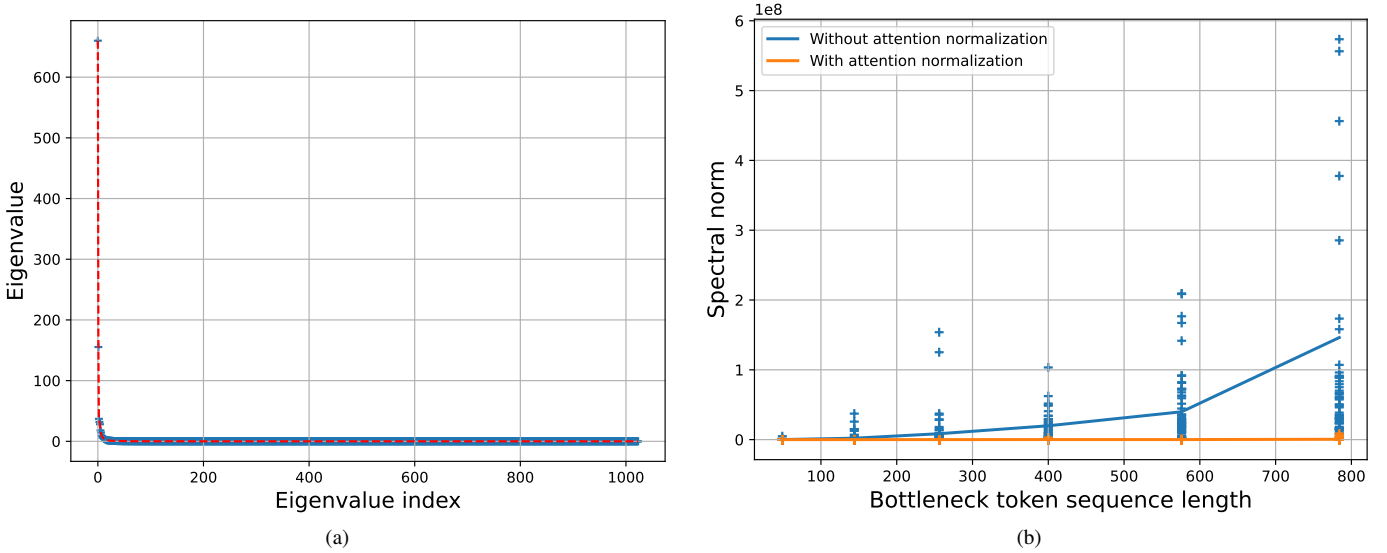 600
500
400
300
200
100
0
0 200 400 600 800 1000
Eigenvalue
Eigenvalue index
(a)
1e8
6
5
4
3
2
1
0
100 200 300 400 500 600 700 800
Spectral norm
Bottleneck token sequence length
Without attention normalization
With attention normalization
(b)